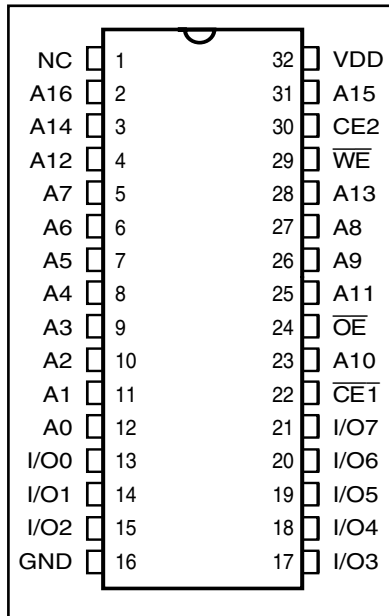 NC 1 32 VDD
A16 2 31 A15
A14 3 30 CE2
A12 4 29 W̅E̅
A7 5 28 A13
A6 6 27 A8
A5 7 26 A9
A4 8 25 A11
A3 9 24 O̅E̅
A2 10 23 A10
A1 11 22 C̅E̅1̅
A0 12 21 I/O7
I/O0 13 20 I/O6
I/O1 14 19 I/O5
I/O2 15 18 I/O4
GND 16 17 I/O3